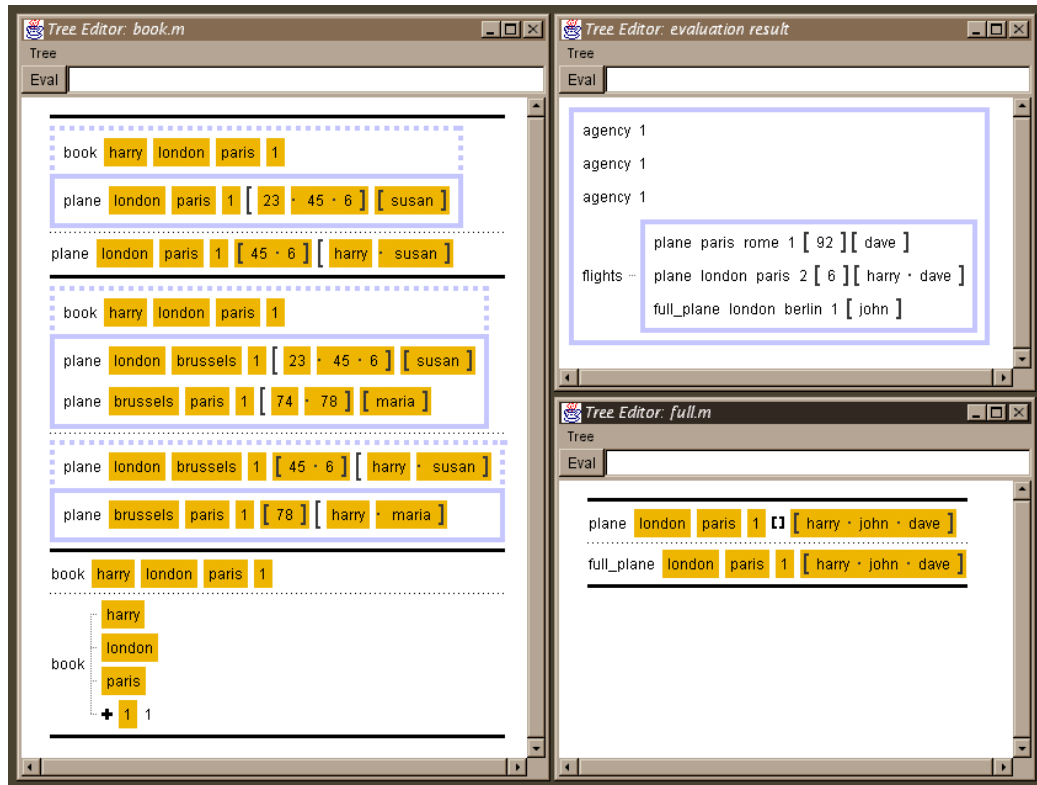 Tree Editor: book.m
Tree
Eval
book harry london paris 1
plane london paris 1 [ 23 · 45 · 6 ] [ susan ]
plane london paris 1 [ 45 · 6 ] [ harry · susan ]
book harry london paris 1
plane london brussels 1 [ 23 · 45 · 6 ] [ susan ]
plane brussels paris 1 [ 74 · 78 ] [ maria ]
plane london brussels 1 [ 45 · 6 ] [ harry · susan ]
plane brussels paris 1 [ 78 ] [ harry · maria ]
book harry london paris 1
book
harry
london
paris
+ 1 1
Tree Editor: evaluation result
Tree
Eval
agency 1
agency 1
agency 1
flights
plane paris rome 1 [ 92 ] [ dave ]
plane london paris 2 [ 6 ] [ harry · dave ]
full_plane london berlin 1 [ john ]
Tree Editor: full.m
Tree
Eval
plane london paris 1 [] [ harry · john · dave ]
full_plane london paris 1 [ harry · john · dave ]